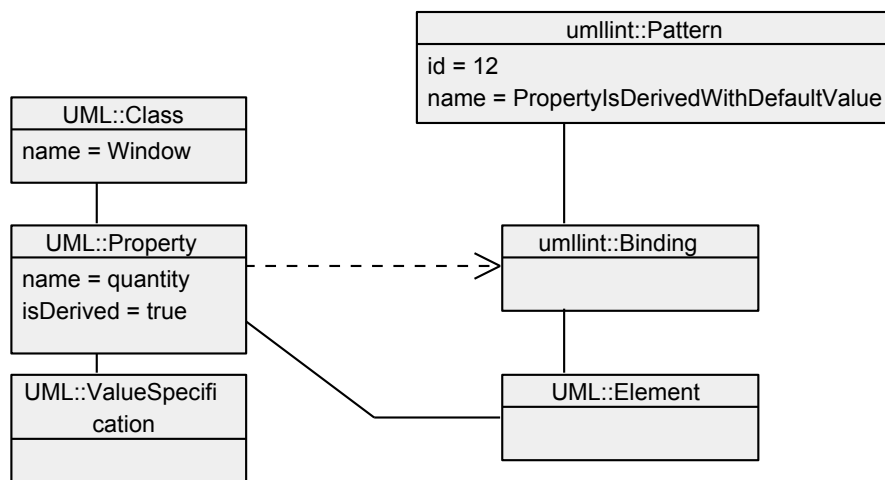 umllint::Pattern
id = 12
name = PropertyIsDerivedWithDefaultValue
UML::Class
name = Window
UML::Property
name = quantity
isDerived = true
umllint::Binding
UML::ValueSpecifi
cation
UML::Element